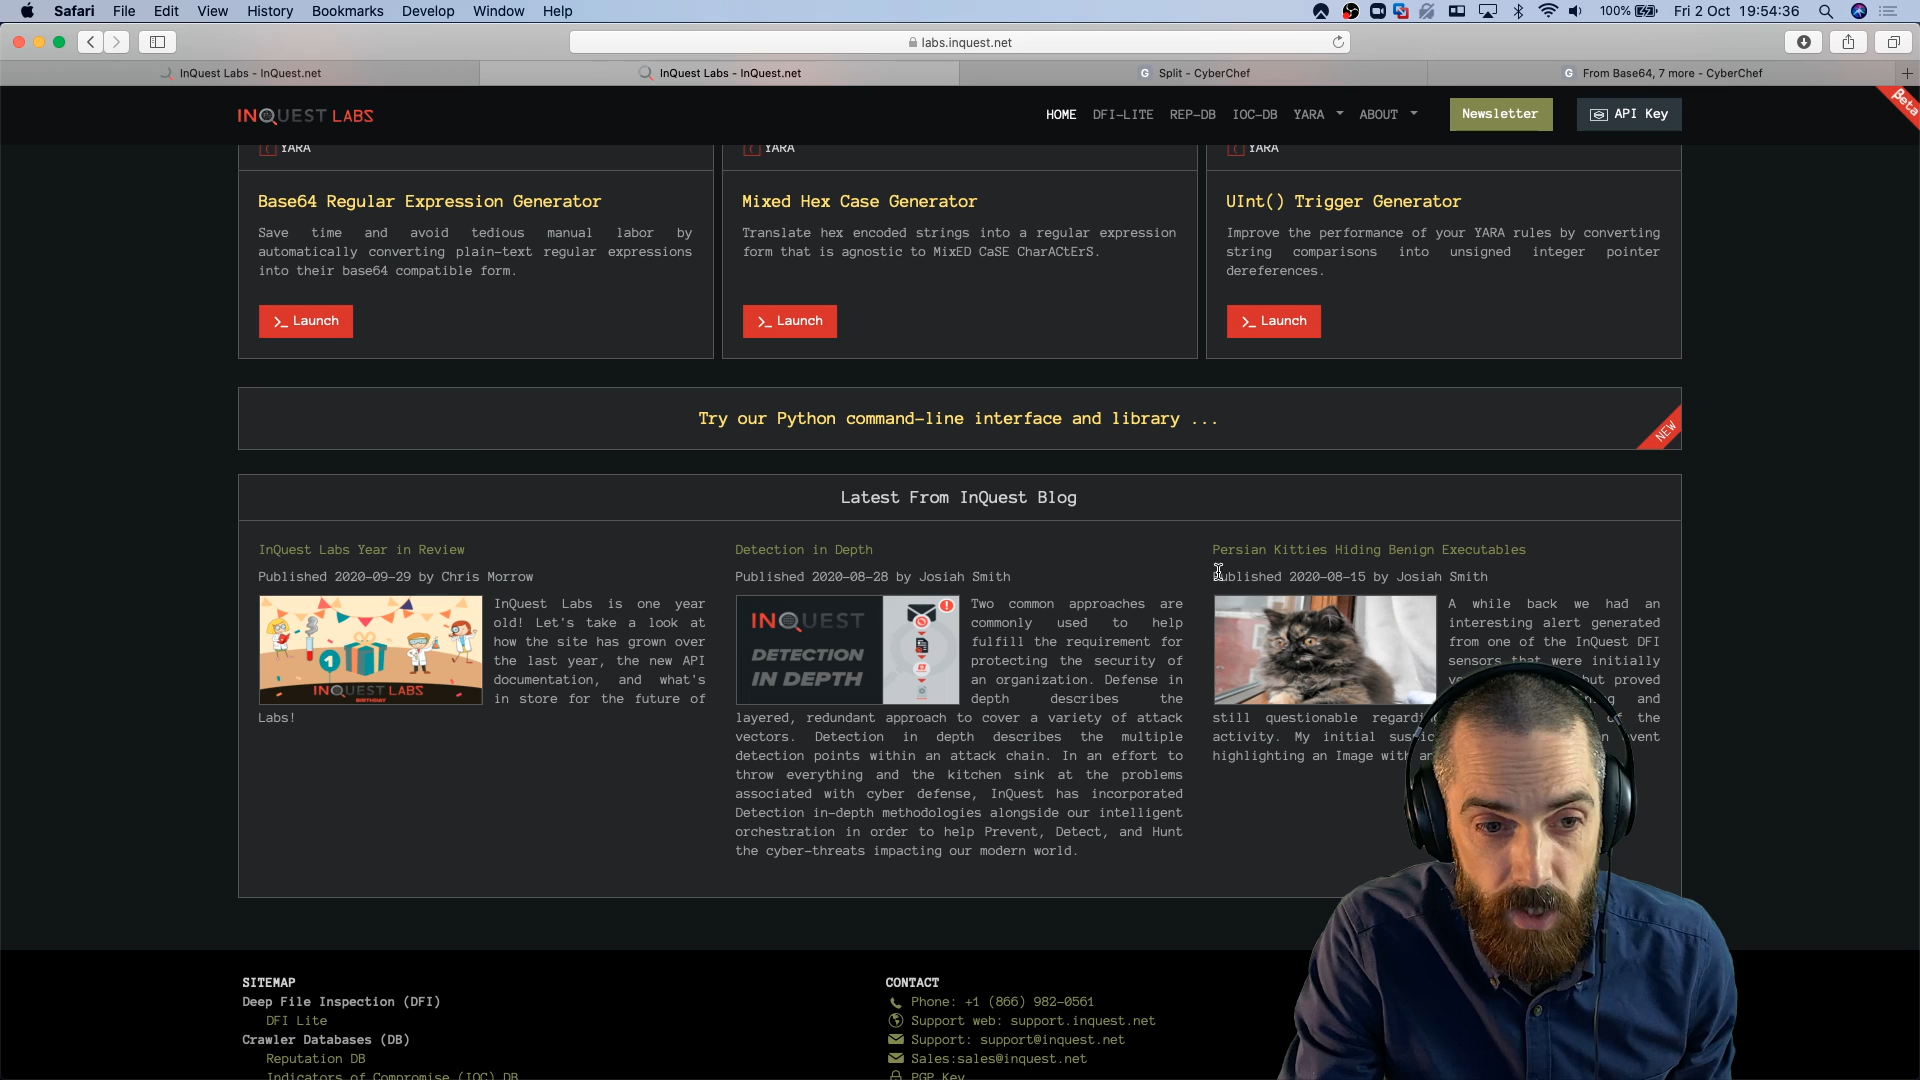 Safari File Edit View History Bookmarks Develop Window Help 100% Fri 2 Oct 19:54:36
labs.inquest.net
InQuest Labs - InQuest.net InQuest Labs - InQuest.net Split - CyberChef From Base64, 7 more - CyberChef
INQUEST LABS HOME DFI-LITE REP-DB IOC-DB YARA ABOUT Newsletter API Key Beta
YARA YARA YARA
Base64 Regular Expression Generator
Save time and avoid tedious manual labor by
automatically converting plain-text regular expressions
into their base64 compatible form.
>_ Launch
Mixed Hex Case Generator
Translate hex encoded strings into a regular expression
form that is agnostic to MixED CaSE CharACtErS.
>_ Launch
UInt() Trigger Generator
Improve the performance of your YARA rules by converting
string comparisons into unsigned integer pointer
dereferences.
>_ Launch
Try our Python command-line interface and library ...
NEW
Latest From InQuest Blog
InQuest Labs Year in Review
Published 2020-09-29 by Chris Morrow
1
INQUEST LABS
BIRTHDAY
InQuest Labs is one year
old! Let's take a look at
how the site has grown over
the last year, the new API
documentation, and what's
in store for the future of
Labs!
Detection in Depth
Published 2020-08-28 by Josiah Smith
INQUEST
DETECTION
IN DEPTH
Two common approaches are
commonly used to help
fulfill the requirement for
protecting the security of
an organization. Defense in
depth describes the
layered, redundant approach to cover a variety of attack
vectors. Detection in depth describes the multiple
detection points within an attack chain. In an effort to
throw everything and the kitchen sink at the problems
associated with cyber defense, InQuest has incorporated
Detection in-depth methodologies alongside our intelligent
orchestration in order to help Prevent, Detect, and Hunt
the cyber-threats impacting our modern world.
Persian Kitties Hiding Benign Executables
Published 2020-08-15 by Josiah Smith
A while back we had an
interesting alert generated
from one of the InQuest DFI
sensors that were initially
but proved
and
still questionable of the
activity. My initial event
highlighting an Image with
SITEMAP
Deep File Inspection (DFI)
DFI Lite
Crawler Databases (DB)
Reputation DB
Indicators of Compromise (IOC) DB
CONTACT
Phone: +1 (866) 982-0561
Support web: support.inquest.net
Support: support@inquest.net
Sales:sales@inquest.net
PGP Key